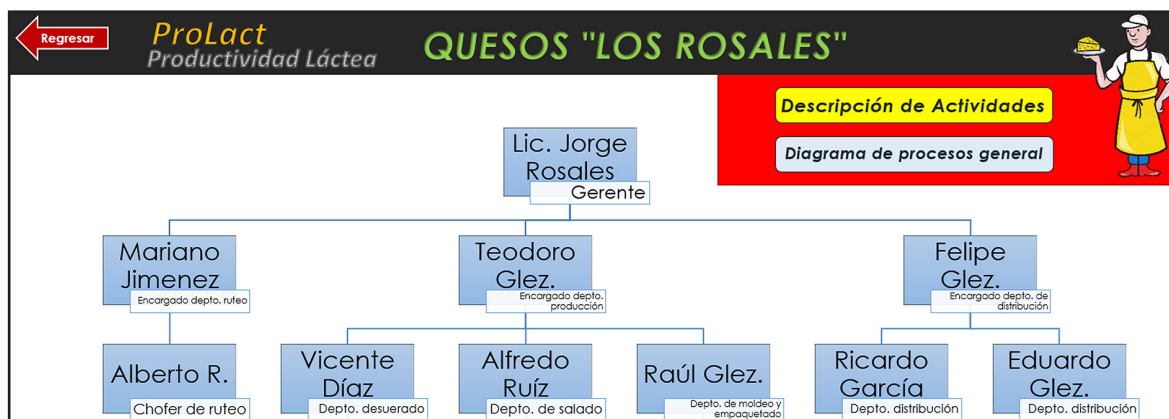 Regresar
ProLact
Productividad Láctea
QUESOS "LOS ROSALES"
Descripción de Actividades
Diagrama de procesos general
Lic. Jorge
Rosales
Gerente
Mariano
Jimenez
Encargado depto. ruteo
Teodoro
Glez.
Encargado depto.
producción
Felipe
Glez.
Encargado depto. de
distribución
Alberto R.
Chofer de ruteo
Vicente
Díaz
Depto. desuerado
Alfredo
Ruíz
Depto. de salado
Raúl Glez.
Depto. de moldeo y
empaquetado
Ricardo
García
Depto. distribución
Eduardo
Glez.
Depto. distribución